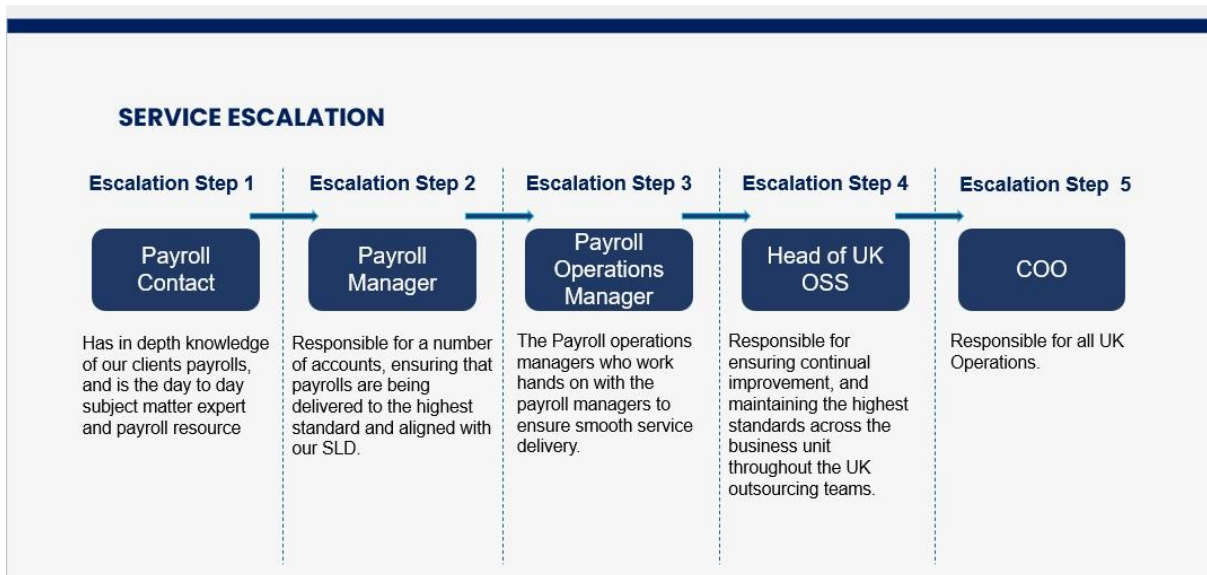 SERVICE ESCALATION
Escalation Step 1
Payroll
Contact
Has in depth knowledge
of our clients payrolls,
and is the day to day
subject matter expert
and payroll resource
Escalation Step 2
Payroll
Manager
Responsible for a number
of accounts, ensuring that
payrolls are being
delivered to the highest
standard and aligned with
our SLD.
Escalation Step 3
Payroll
Operations
Manager
The Payroll operations
managers who work
hands on with the
payroll managers to
ensure smooth service
delivery.
Escalation Step 4
Head of UK
OSS
Responsible for
ensuring continual
improvement, and
maintaining the highest
standards across the
business unit
throughout the UK
outsourcing teams.
Escalation Step 5
COO
Responsible for all UK
Operations.